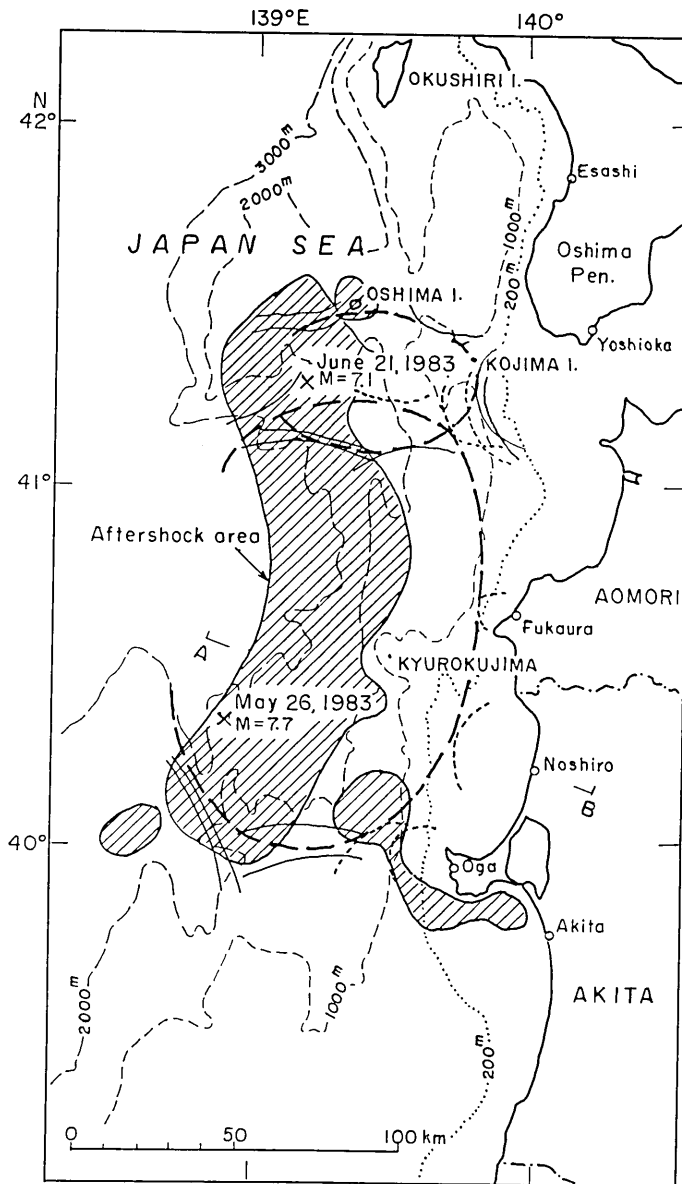 139°E
140°
N
42°
OKUSHIRI I.
3000m
2000m
Esashi
1000m
200m
JAPAN SEA
Oshima
Pen.
OSHIMA I.
Yoshioka
June 21, 1983
M=7.1
KOJIMA I.
41°
Aftershock area
AOMORI
Fukaura
A
KYUROKUJIMA
May 26, 1983
M=7.7
Noshiro
B
40°
Oga
Akita
2000m
1000m
AKITA
200m
0 50 100 km